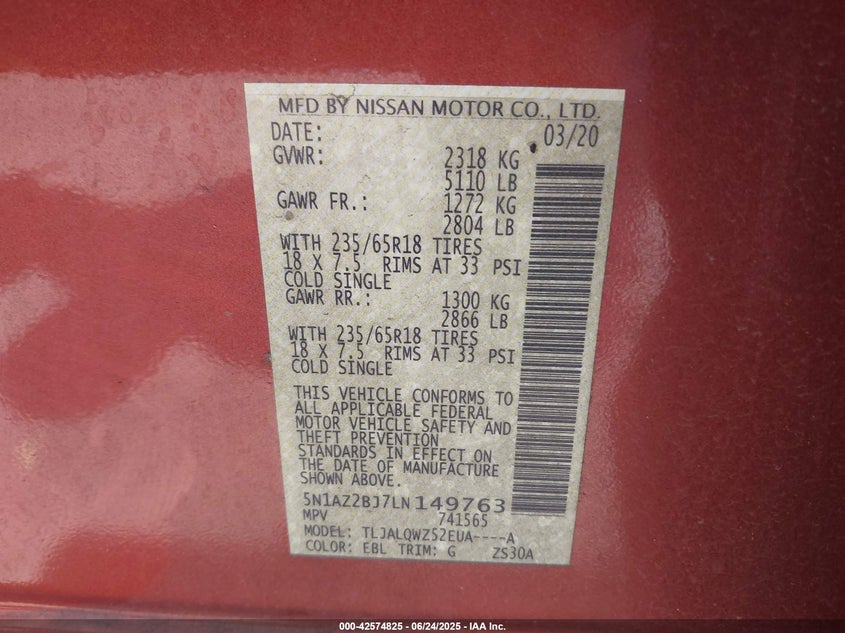 MFD BY NISSAN MOTOR CO., LTD.
DATE: 03/20
GVWR: 2318 KG
5110 LB
GAWR FR.: 1272 KG
2804 LB
WITH 235/65R18 TIRES
18 X 7.5 RIMS AT 33 PSI
COLD SINGLE
GAWR RR.: 1300 KG
2866 LB
WITH 235/65R18 TIRES
18 X 7.5 RIMS AT 33 PSI
COLD SINGLE
THIS VEHICLE CONFORMS TO
ALL APPLICABLE FEDERAL
MOTOR VEHICLE SAFETY AND
THEFT PREVENTION
STANDARDS IN EFFECT ON
THE DATE OF MANUFACTURE
SHOWN ABOVE.
5N1AZ2BJ7LN149763
MPV 741565
MODEL: TLJALQWZ52EUA----A
COLOR: EBL TRIM: G ZS30A
000-42574825 - 06/24/2025 - IAA Inc.